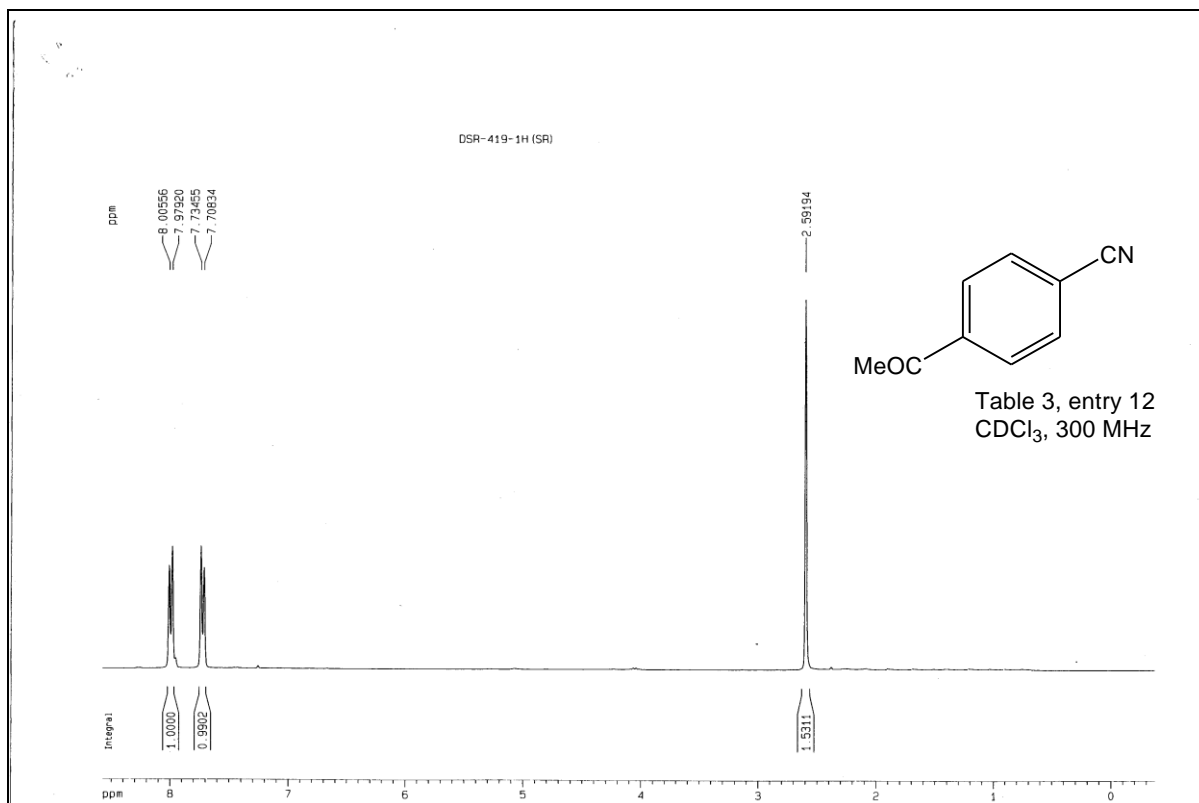 DSR-419-1H (SR)
ppm
8.00556
7.97920
7.73455
7.70834
2.59194
CN
MeOC
Table 3, entry 12
CDCl₃, 300 MHz
Integral
1.0000
0.9902
1.5311
ppm 8 7 6 5 4 3 2 1 0